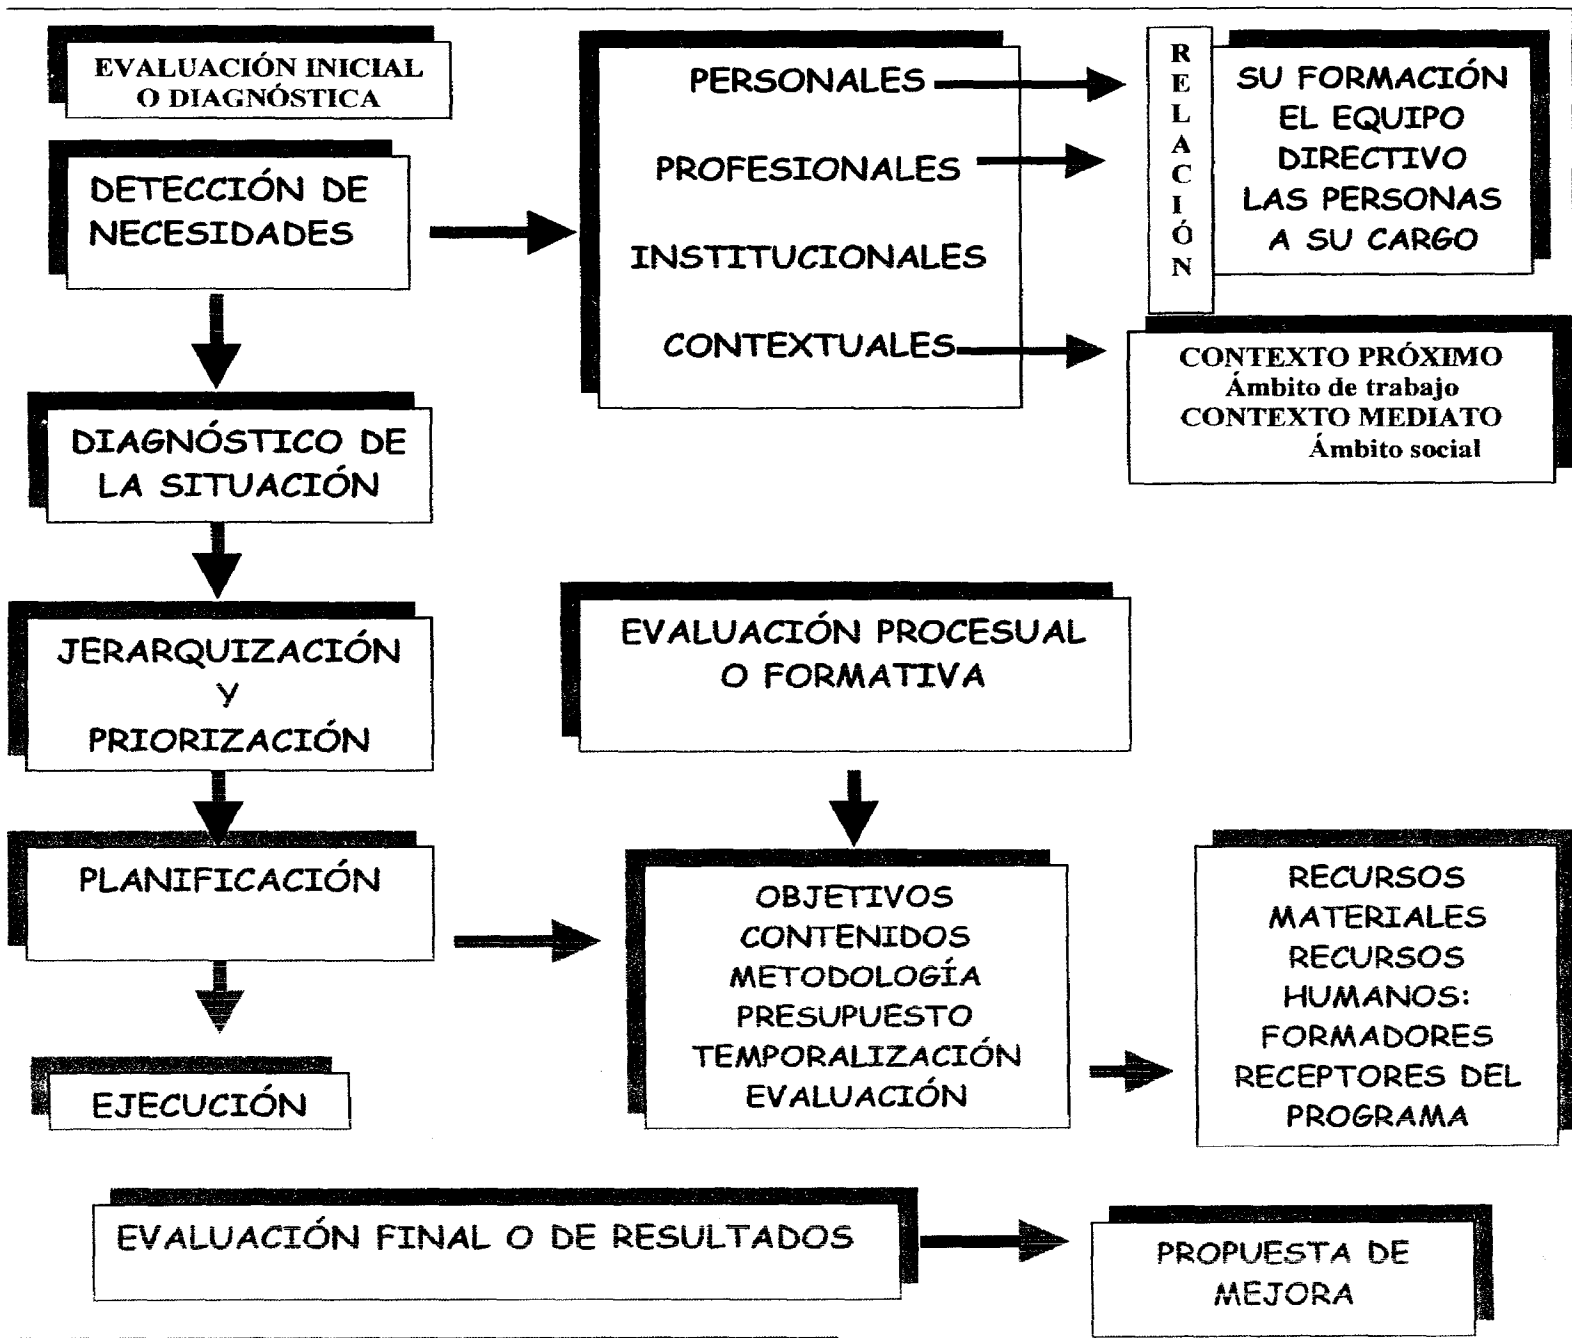 EVALUACIÓN INICIAL
O DIAGNÓSTICA
DETECCIÓN DE
NECESIDADES
PERSONALES
PROFESIONALES
INSTITUCIONALES
CONTEXTUALES
RELACIÓN
SU FORMACIÓN
EL EQUIPO
DIRECTIVO
LAS PERSONAS
A SU CARGO
CONTEXTO PRÓXIMO
Ámbito de trabajo
CONTEXTO MEDIATO
Ámbito social
DIAGNÓSTICO DE
LA SITUACIÓN
JERARQUIZACIÓN
Y
PRIORIZACIÓN
EVALUACIÓN PROCESUAL
O FORMATIVA
PLANIFICACIÓN
OBJETIVOS
CONTENIDOS
METODOLOGÍA
PRESUPUESTO
TEMPORALIZACIÓN
EVALUACIÓN
RECURSOS
MATERIALES
RECURSOS
HUMANOS:
FORMADORES
RECEPTORES DEL
PROGRAMA
EJECUCIÓN
EVALUACIÓN FINAL O DE RESULTADOS
PROPUESTA DE
MEJORA